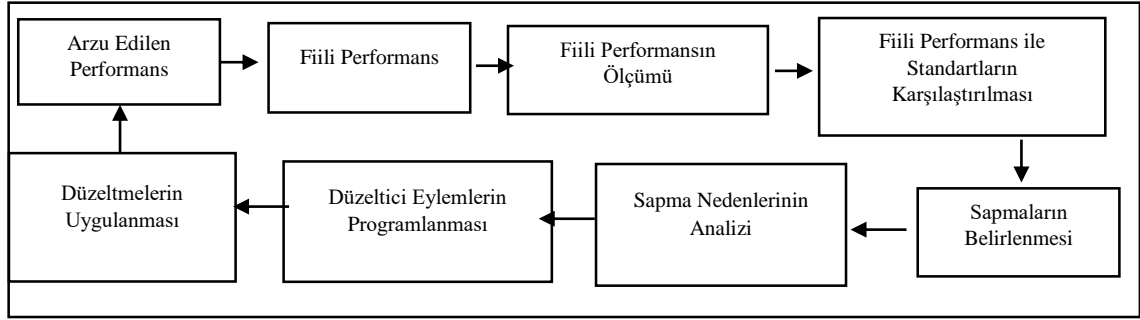 Arzu Edilen
Performans
Fiili Performans
Fiili Performansın
Ölçümü
Fiili Performans ile
Standartların
Karşılaştırılması
Sapmaların
Belirlenmesi
Sapma Nedenlerinin
Analizi
Düzeltici Eylemlerin
Programlanması
Düzeltmelerin
Uygulanması